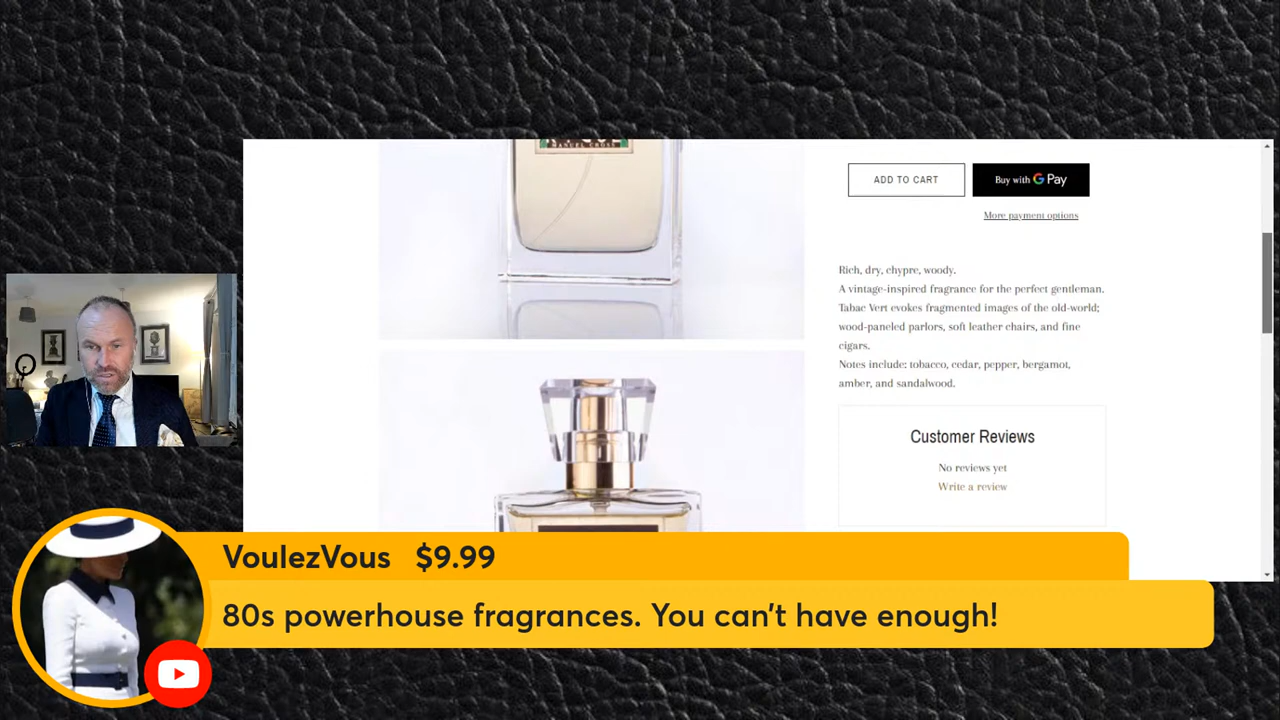 MANUEL CROSS
ADD TO CART
Buy with G Pay
More payment options
Rich, dry, chypre, woody.
A vintage-inspired fragrance for the perfect gentleman.
Tabac Vert evokes fragmented images of the old-world;
wood-paneled parlors, soft leather chairs, and fine
cigars.
Notes include: tobacco, cedar, pepper, bergamot,
amber, and sandalwood.
Customer Reviews
No reviews yet
Write a review
VoulezVous $9.99
80s powerhouse fragrances. You can't have enough!